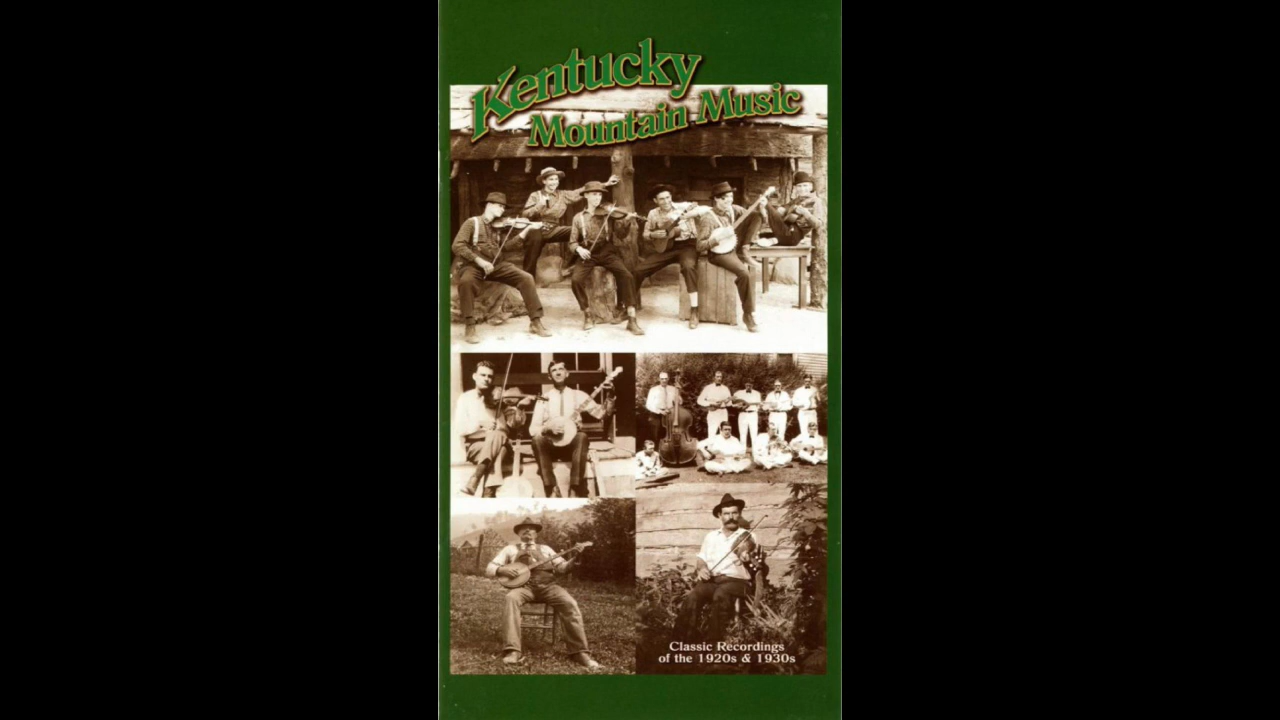 Kentucky
Mountain Music
Classic Recordings
of the 1920s & 1930s